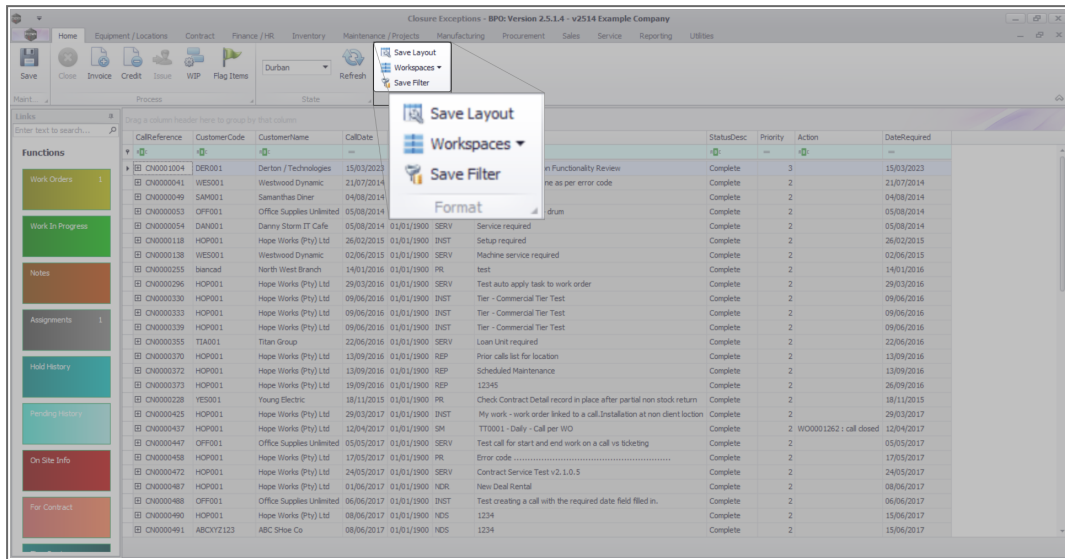 Closure Exceptions - BPO: Version 2.5.1.4 - v2514 Example Company
Home Equipment / Locations Contract Finance / HR Inventory Maintenance / Projects Manufacturing Procurement Sales Service Reporting Utilities
Save Close Invoice Credit Issue WIP Flag Items Durban Refresh
Save Layout
Workspaces
Save Filter
Maint... Process State
Save Layout
Workspaces
Save Filter
Format
Links
Enter text to search...
Functions
Work Orders 1
Work In Progress
Notes
Assignments 1
Hold History
Pending History
On Site Info
For Contract
Drag a column header here to group by that column
CallReference CustomerCode CustomerName CallDate StatusDesc Priority Action DateRequired
CN0001004 DER001 Derton / Technologies 15/03/2023 n Functionality Review Complete 3 15/03/2023
CN0000041 WES001 Westwood Dynamic 21/07/2014 ne as per error code Complete 2 21/07/2014
CN0000049 SAM001 Samanthas Diner 04/08/2014 Complete 2 04/08/2014
CN0000053 OFF001 Office Supplies Unlimited 05/08/2014 drum Complete 2 05/08/2014
CN0000054 DAN001 Danny Storm IT Cafe 05/08/2014 01/01/1900 SERV Service required Complete 2 05/08/2014
CN0000118 HOP001 Hope Works (Pty) Ltd 26/02/2015 01/01/1900 INST Setup required Complete 2 26/02/2015
CN0000138 WES001 Westwood Dynamic 02/06/2015 01/01/1900 SERV Machine service required Complete 2 02/06/2015
CN0000255 biancad North West Branch 14/01/2016 01/01/1900 PR test Complete 2 14/01/2016
CN0000296 HOP001 Hope Works (Pty) Ltd 29/03/2016 01/01/1900 SERV Test auto apply task to work order Complete 2 29/03/2016
CN0000330 HOP001 Hope Works (Pty) Ltd 09/06/2016 01/01/1900 INST Tier - Commercial Tier Test Complete 2 09/06/2016
CN0000333 HOP001 Hope Works (Pty) Ltd 09/06/2016 01/01/1900 INST Tier - Commercial Tier Test Complete 2 09/06/2016
CN0000339 HOP001 Hope Works (Pty) Ltd 09/06/2016 01/01/1900 INST Tier - Commercial Tier Test Complete 2 09/06/2016
CN0000355 TIA001 Titan Group 22/06/2016 01/01/1900 SERV Loan Unit required Complete 2 22/06/2016
CN0000370 HOP001 Hope Works (Pty) Ltd 13/09/2016 01/01/1900 REP Prior calls list for location Complete 2 13/09/2016
CN0000372 HOP001 Hope Works (Pty) Ltd 13/09/2016 01/01/1900 REP Scheduled Maintenance Complete 2 13/09/2016
CN0000373 HOP001 Hope Works (Pty) Ltd 19/09/2016 01/01/1900 REP 12345 Complete 2 26/09/2016
CN0000228 YES001 Young Electric 18/11/2015 01/01/1900 PR Check Contract Detail record in place after partial non stock return Complete 2 18/11/2015
CN0000425 HOP001 Hope Works (Pty) Ltd 29/03/2017 01/01/1900 INST My work - work order linked to a call.Installation at non client loction Complete 2 29/03/2017
CN0000437 HOP001 Hope Works (Pty) Ltd 12/04/2017 01/01/1900 SM TT0001 - Daily - Call per WO Complete 2 WO0001262 : call closed 12/04/2017
CN0000447 OFF001 Office Supplies Unlimited 05/05/2017 01/01/1900 SERV Test call for start and end work on a call vs ticketing Complete 2 05/05/2017
CN0000458 HOP001 Hope Works (Pty) Ltd 17/05/2017 01/01/1900 PR Error code ........................................................ Complete 2 17/05/2017
CN0000472 HOP001 Hope Works (Pty) Ltd 24/05/2017 01/01/1900 SERV Contract Service Test v2.1.0.5 Complete 2 24/05/2017
CN0000487 HOP001 Hope Works (Pty) Ltd 01/06/2017 01/01/1900 NDR New Deal Rental Complete 2 08/06/2017
CN0000488 OFF001 Office Supplies Unlimited 06/06/2017 01/01/1900 INST Test creating a call with the required date field filled in. Complete 2 06/06/2017
CN0000490 HOP001 Hope Works (Pty) Ltd 08/06/2017 01/01/1900 NDS 1234 Complete 2 15/06/2017
CN0000491 ABCXYZ123 ABC SHoe Co 08/06/2017 01/01/1900 NDS 1234 Complete 2 15/06/2017